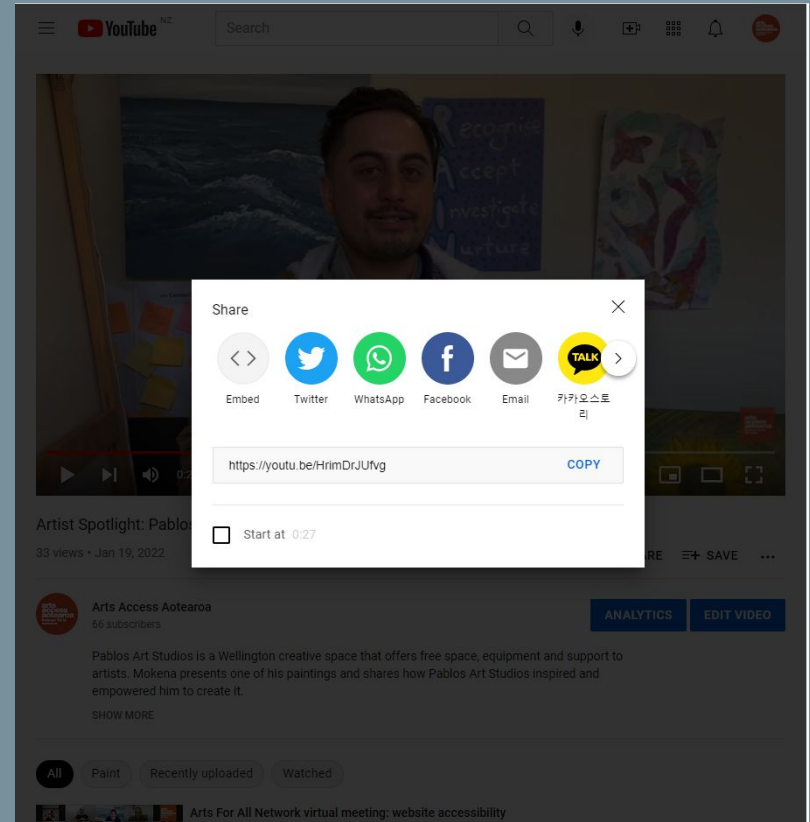 YouTube NZ
Search
Recognise
Accept
Investigate
Nurture
Share
TALK
Embed
Twitter
WhatsApp
Facebook
Email
카카오스토
리
https://youtu.be/HrimDrJUfvg
COPY
Start at 0:27
Artist Spotlight: Pablos
33 views • Jan 19, 2022
SAVE
Arts Access Aotearoa
66 subscribers
ANALYTICS
EDIT VIDEO
Pablos Art Studios is a Wellington creative space that offers free space, equipment and support to
artists. Mokena presents one of his paintings and shares how Pablos Art Studios inspired and
empowered him to create it.
SHOW MORE
All
Paint
Recently uploaded
Watched
Arts For All Network virtual meeting: website accessibility